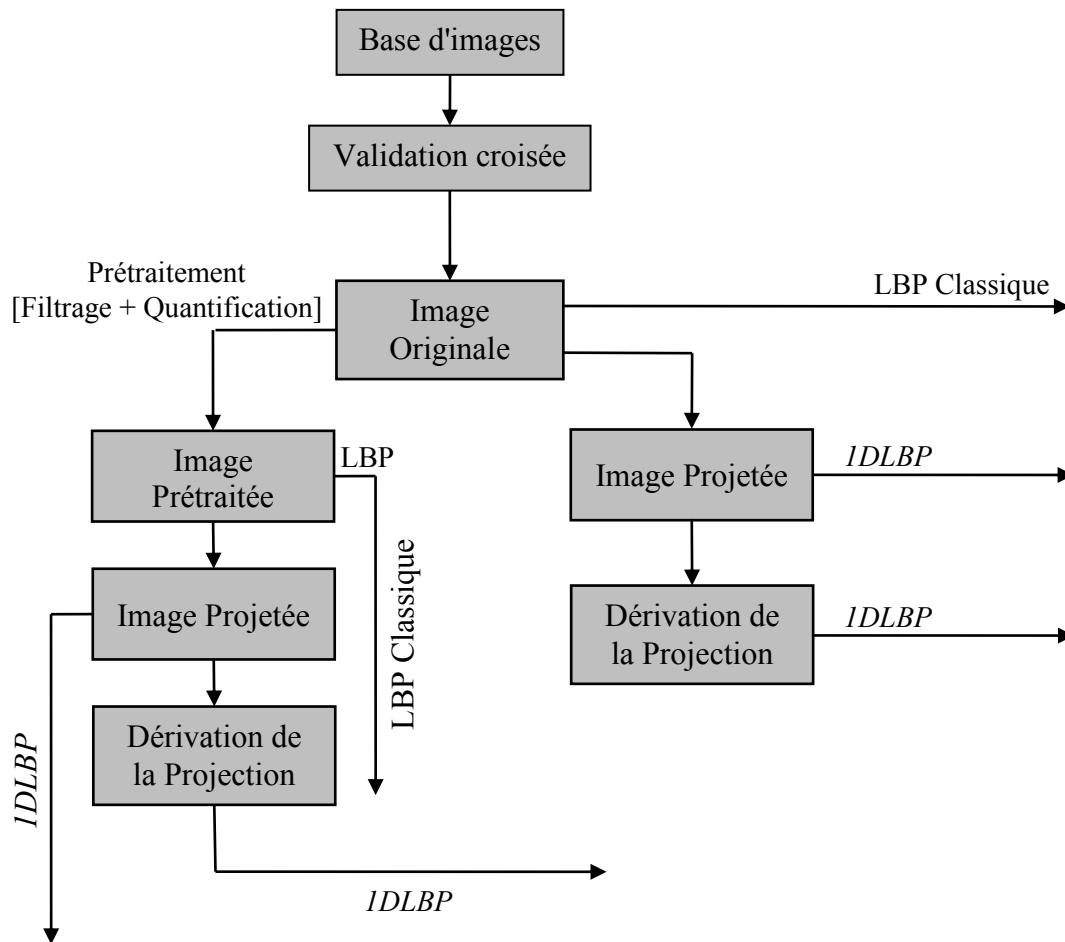 Base d'images
Validation croisée
Prétraitement
[Filtrage + Quantification]
Image
Originale
LBP Classique
Image
Prétraitée
LBP
LBP Classique
Image Projetée
1DLBP
Image Projetée
Dérivation de
la Projection
1DLBP
Dérivation de
la Projection
1DLBP
1DLBP